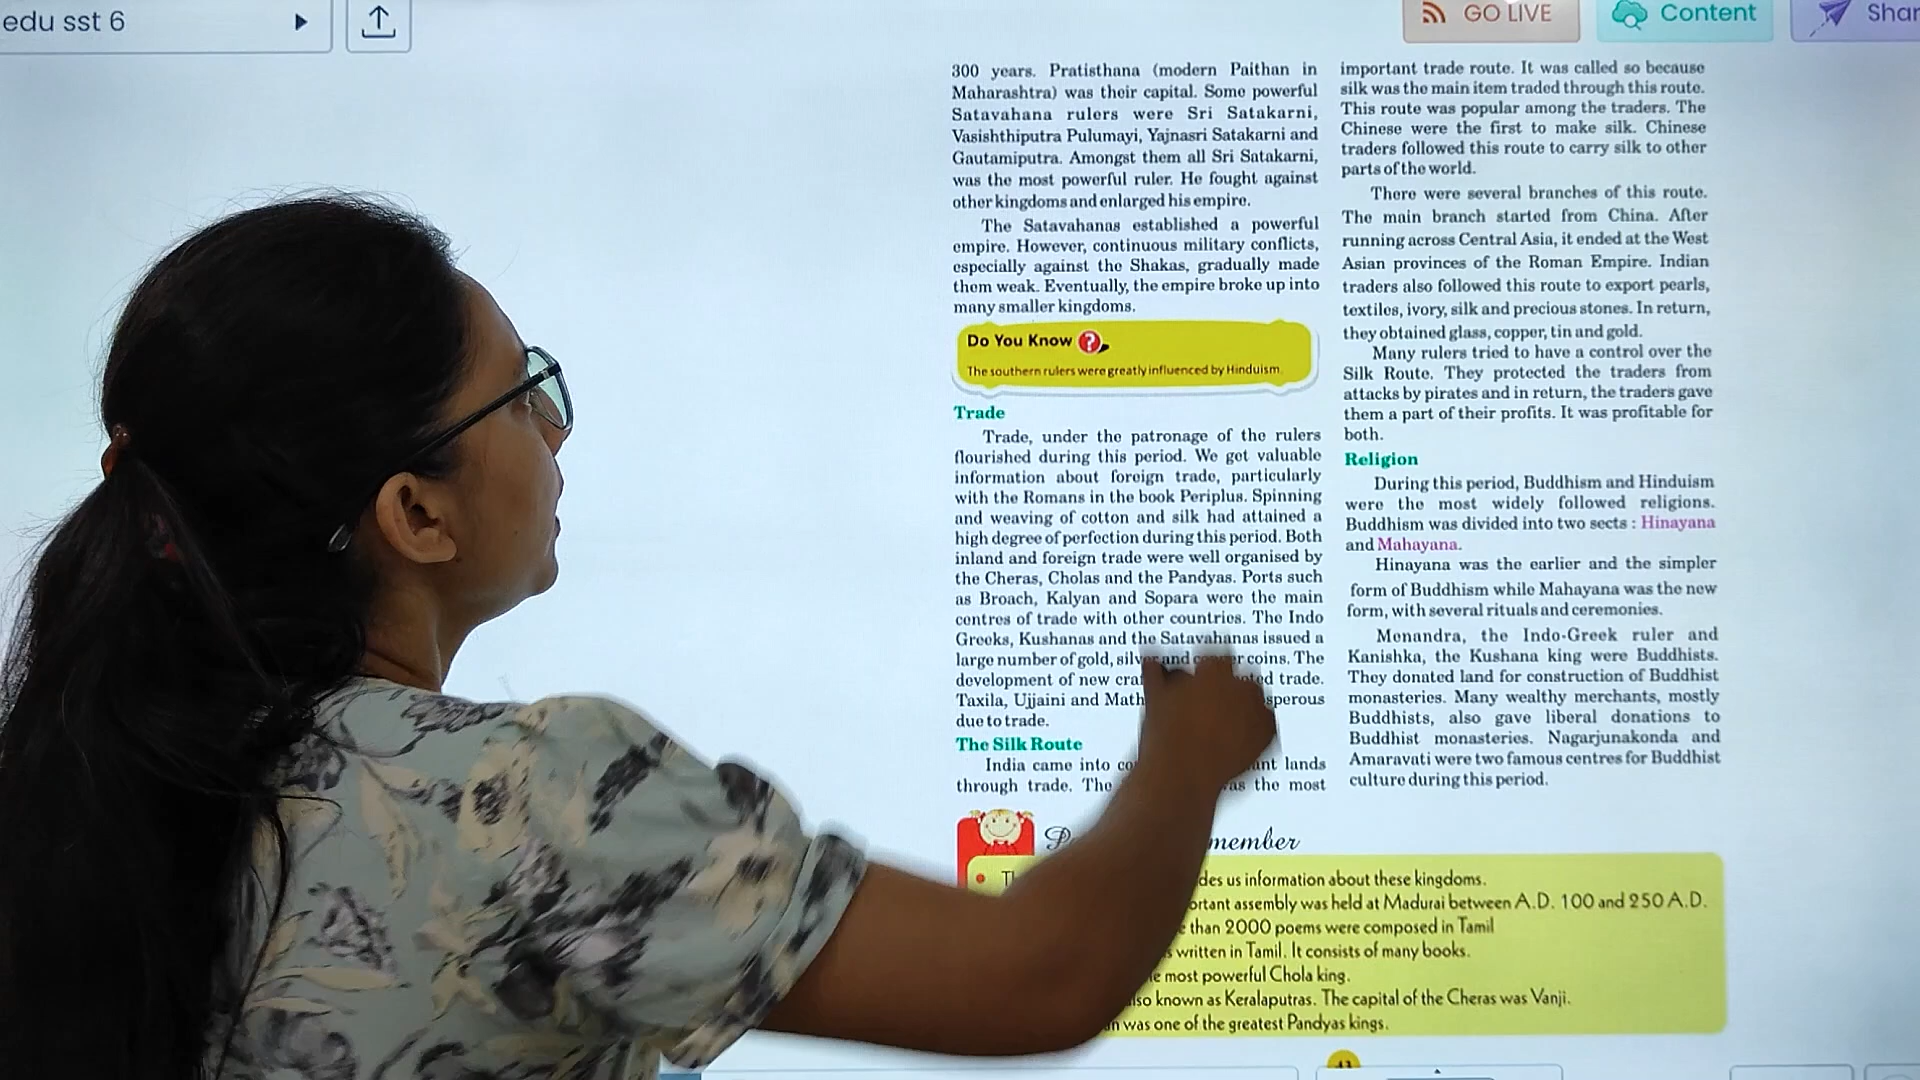 edu sst 6
GO LIVE
Content
Shar
300 years. Pratisthana (modern Paithan in
Maharashtra) was their capital. Some powerful
Satavahana rulers were Sri Satakarni,
Vasishthiputra Pulumayi, Yajnasri Satakarni and
Gautamiputra. Amongst them all Sri Satakarni,
was the most powerful ruler. He fought against
other kingdoms and enlarged his empire.
The Satavahanas established a powerful
empire. However, continuous military conflicts,
especially against the Shakas, gradually made
them weak. Eventually, the empire broke up into
many smaller kingdoms.
Do You Know ?
The southern rulers were greatly influenced by Hinduism.
Trade
Trade, under the patronage of the rulers
flourished during this period. We get valuable
information about foreign trade, particularly
with the Romans in the book Periplus. Spinning
and weaving of cotton and silk had attained a
high degree of perfection during this period. Both
inland and foreign trade were well organised by
the Cheras, Cholas and the Pandyas. Ports such
as Broach, Kalyan and Sopara were the main
centres of trade with other countries. The Indo
Greeks, Kushanas and the Satavahanas issued a
large number of gold, silver and copper coins. The
development of new trade.
Taxila, Ujjaini and
due to trade.
The Silk Route
India came into lands
through trade. The was the most
important trade route. It was called so because
silk was the main item traded through this route.
This route was popular among the traders. The
Chinese were the first to make silk. Chinese
traders followed this route to carry silk to other
parts of the world.
There were several branches of this route.
The main branch started from China. After
running across Central Asia, it ended at the West
Asian provinces of the Roman Empire. Indian
traders also followed this route to export pearls,
textiles, ivory, silk and precious stones. In return,
they obtained glass, copper, tin and gold.
Many rulers tried to have a control over the
Silk Route. They protected the traders from
attacks by pirates and in return, the traders gave
them a part of their profits. It was profitable for
both.
Religion
During this period, Buddhism and Hinduism
were the most widely followed religions.
Buddhism was divided into two sects : Hinayana
and Mahayana.
Hinayana was the earlier and the simpler
form of Buddhism while Mahayana was the new
form, with several rituals and ceremonies.
Menandra, the Indo-Greek ruler and
Kanishka, the Kushana king were Buddhists.
They donated land for construction of Buddhist
monasteries. Many wealthy merchants, mostly
Buddhists, also gave liberal donations to
Buddhist monasteries. Nagarjunakonda and
Amaravati were two famous centres for Buddhist
culture during this period.
us information about these kingdoms.
assembly was held at Madurai between A.D. 100 and 250 A.D.
than 2000 poems were composed in Tamil
written in Tamil. It consists of many books.
most powerful Chola king.
known as Keralaputras. The capital of the Cheras was Vanji.
was one of the greatest Pandyas kings.